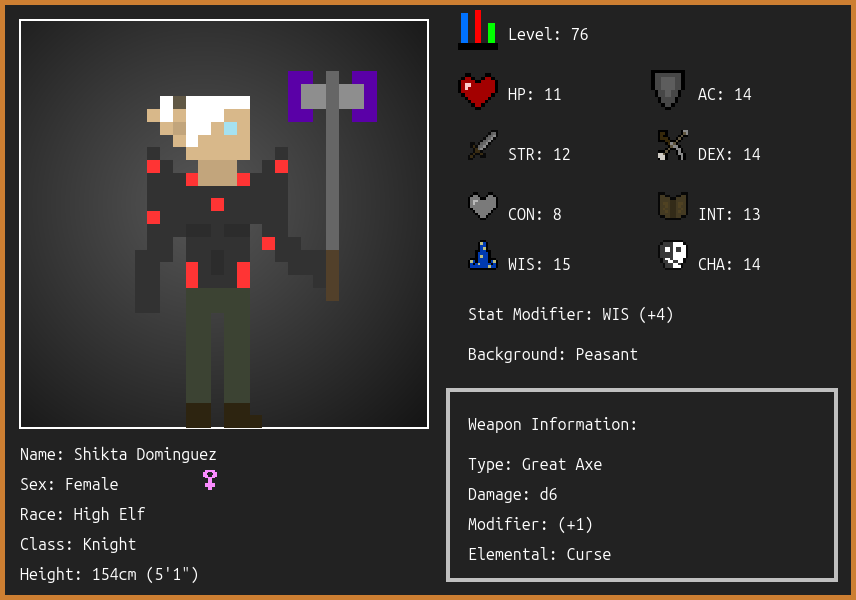 Level: 76
HP: 11
AC: 14
STR: 12
DEX: 14
CON: 8
INT: 13
WIS: 15
CHA: 14
Stat Modifier: WIS (+4)
Background: Peasant
Weapon Information:
Type: Great Axe
Damage: d6
Modifier: (+1)
Elemental: Curse
Name: Shikta Dominguez
Sex: Female
Race: High Elf
Class: Knight
Height: 154cm (5'1")